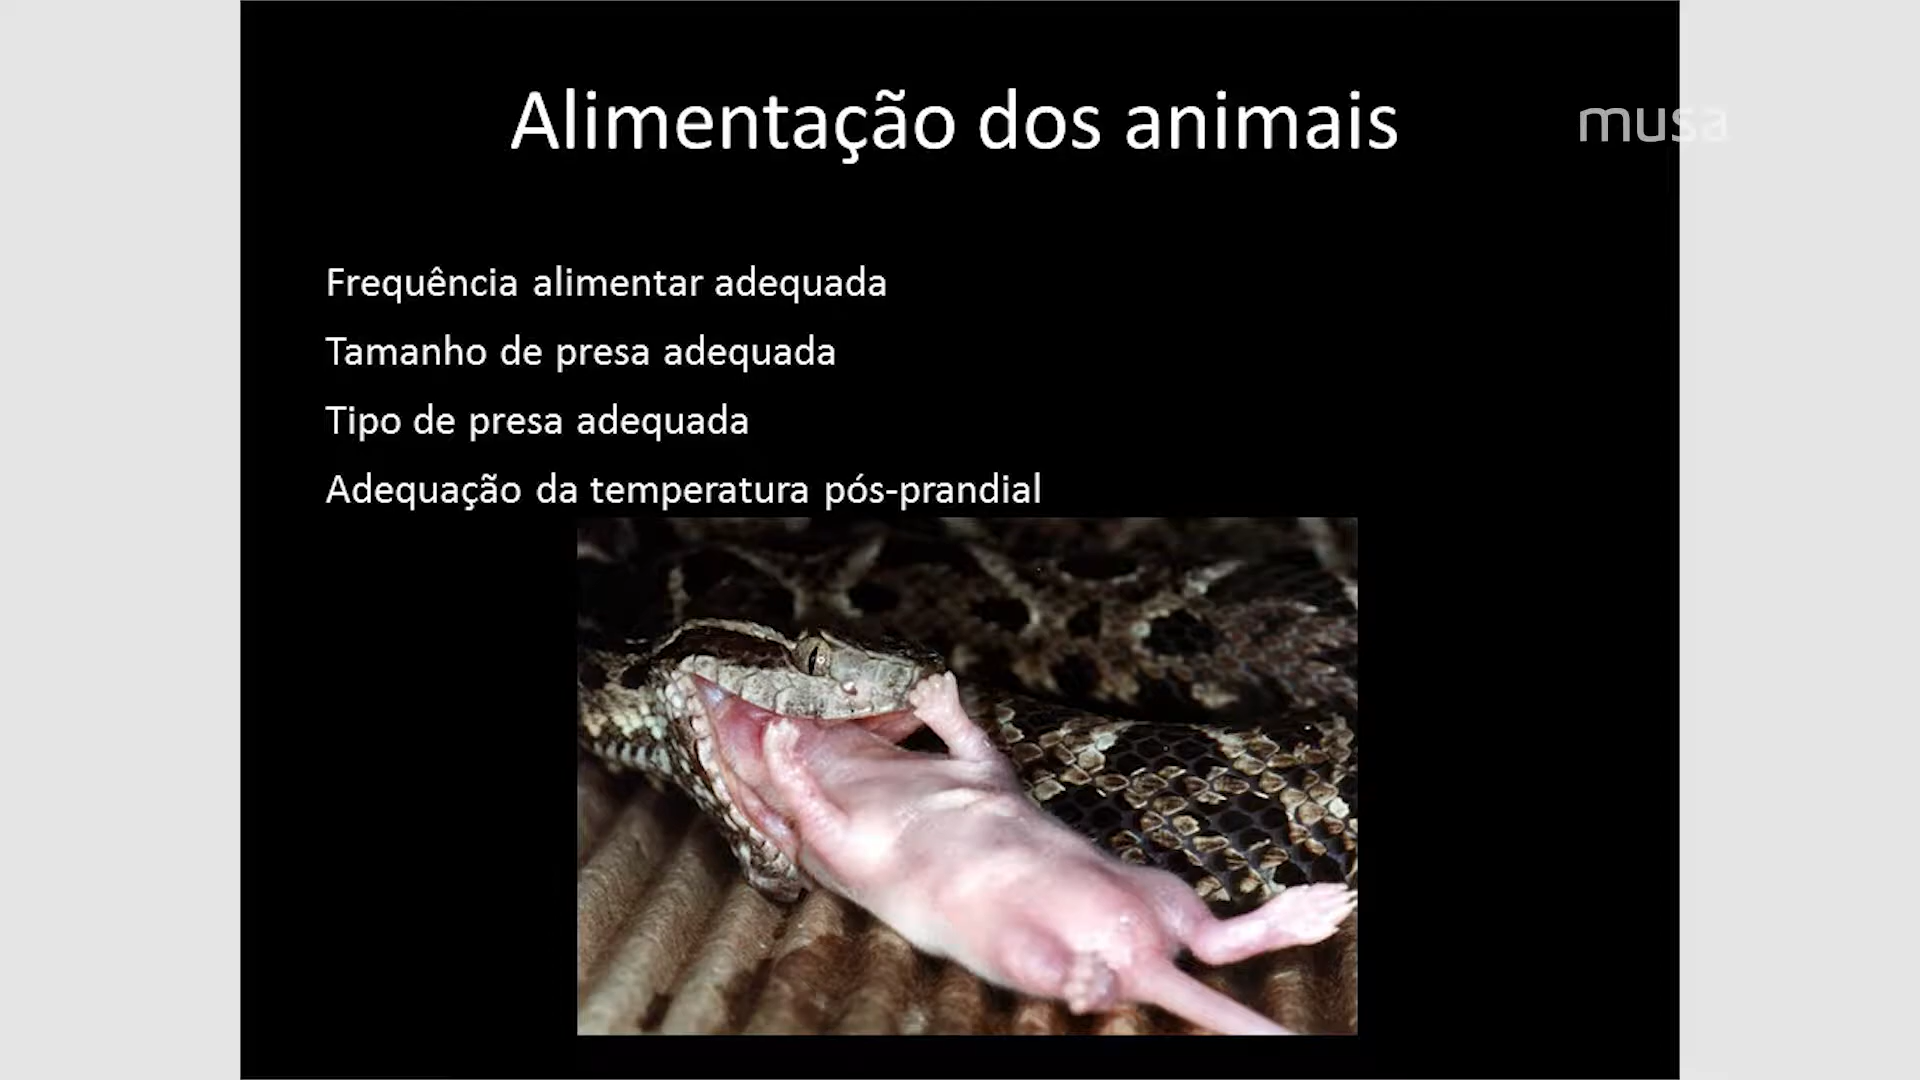 Alimentação dos animais
musa
Frequência alimentar adequada
Tamanho de presa adequada
Tipo de presa adequada
Adequação da temperatura pós-prandial